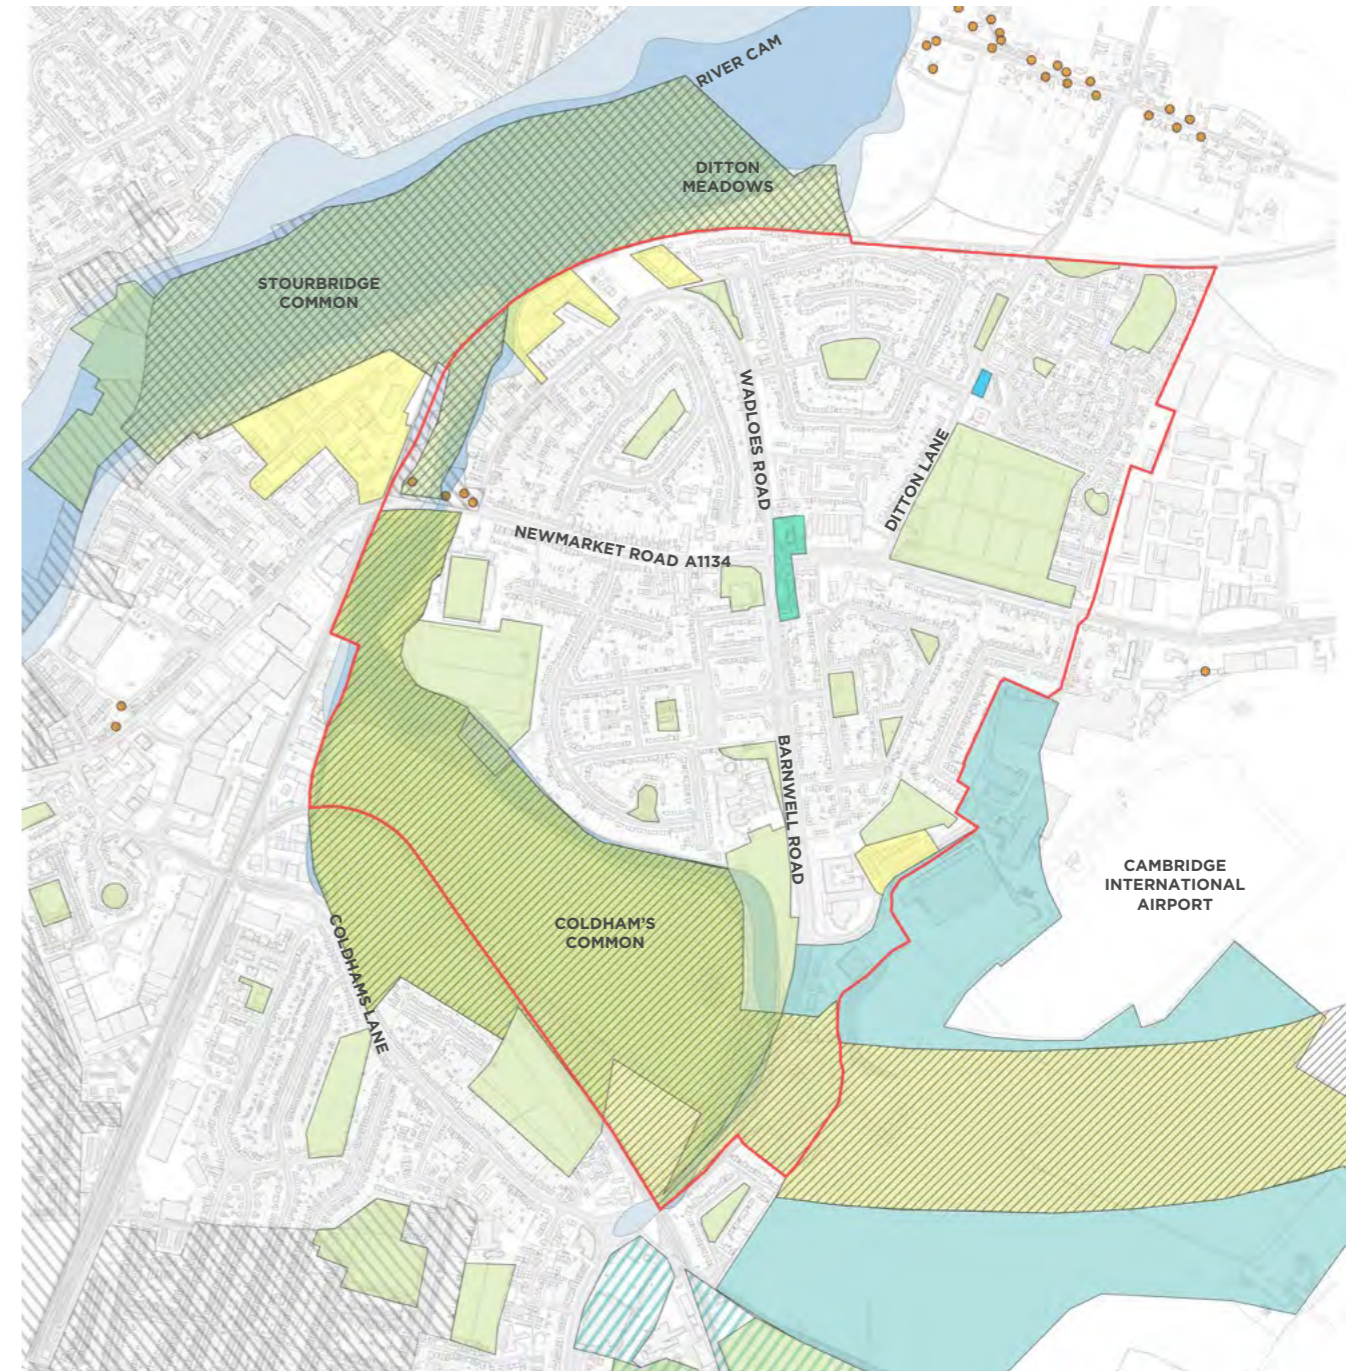 RIVER CAM
DITTON
MEADOWS
STOURBRIDGE
COMMON
WADLOES ROAD
DITTON LANE
NEWMARKET ROAD A1134
BARNWELL ROAD
CAMBRIDGE
INTERNATIONAL
AIRPORT
COLDHAM'S
COMMON
COLDHAMS LANE